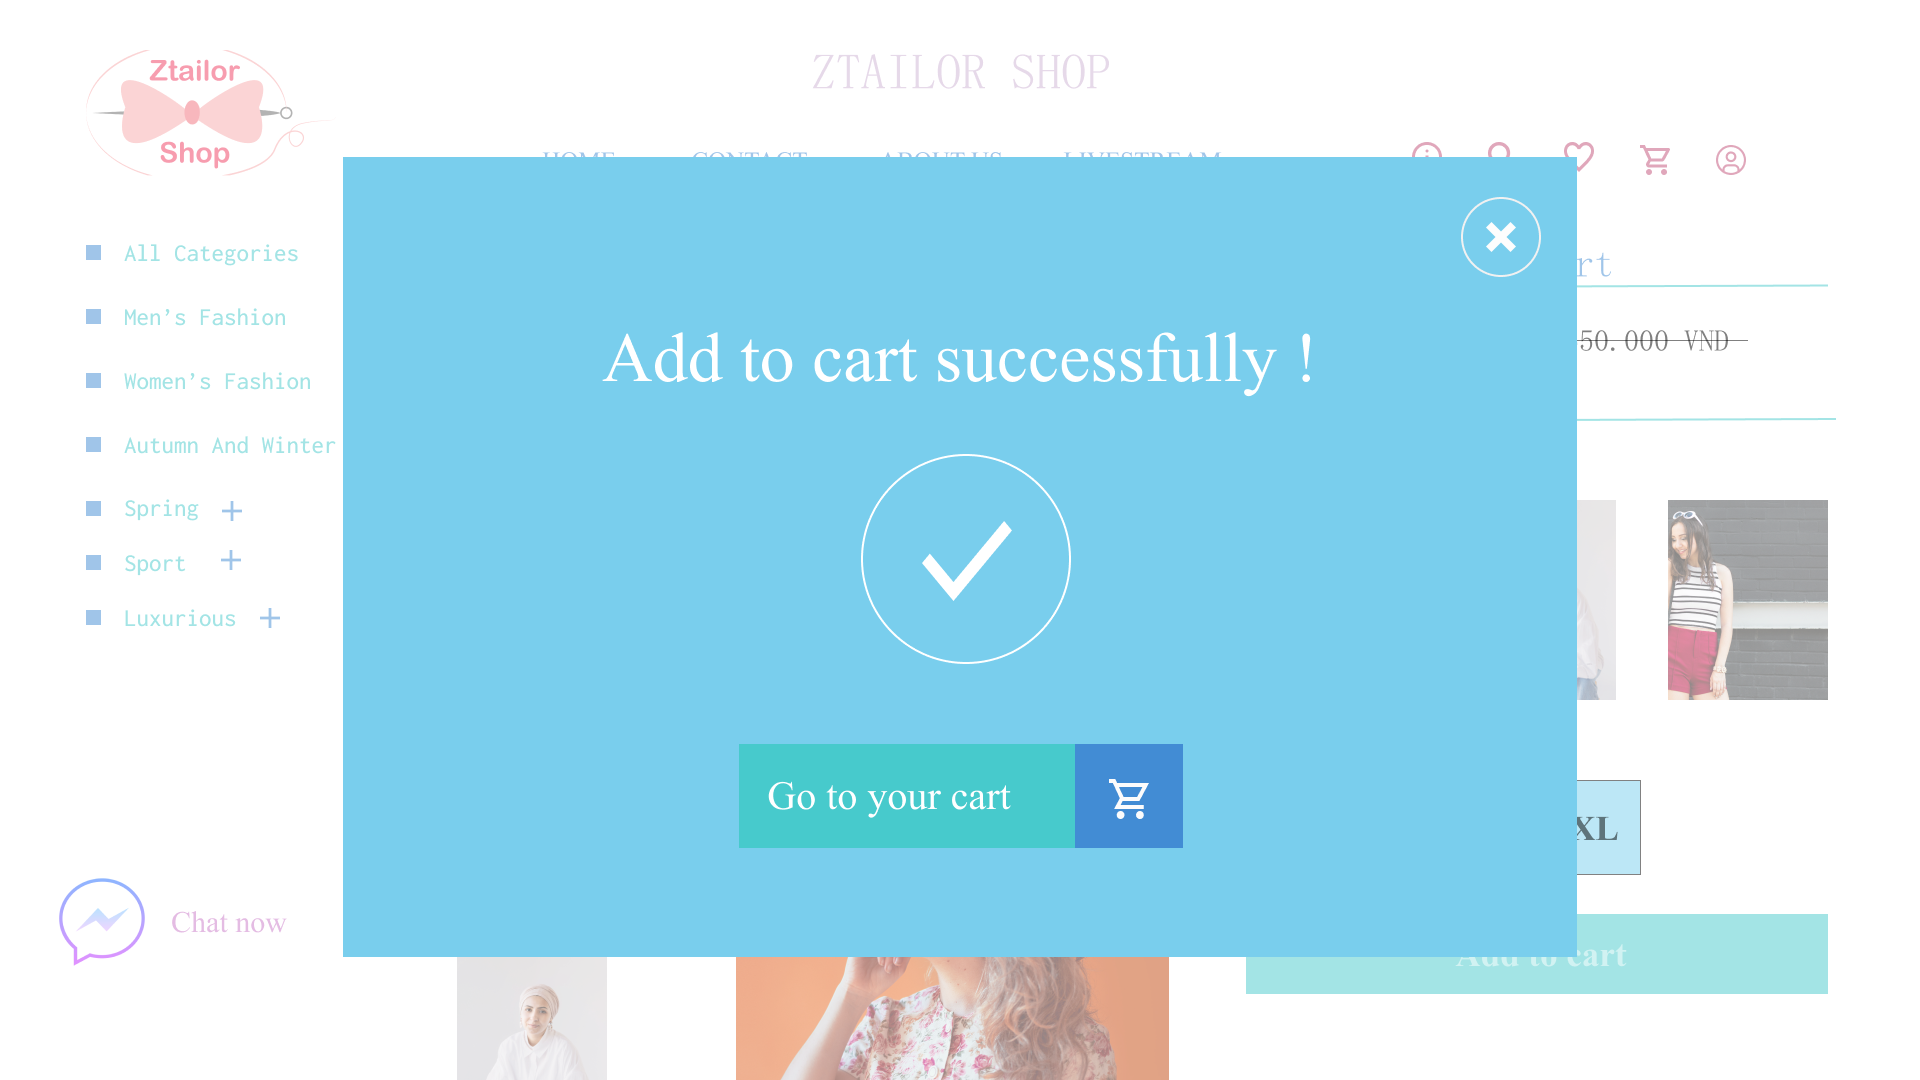 Ztailor
Shop
ZTAILOR SHOP
HOME CONTACT ABOUT US LIVESTREAM
All Categories
Men’s Fashion
Women’s Fashion
Autumn And Winter
Spring
Sport
Luxurious
Chat now
Add to cart successfully !
Go to your cart
50.000 VND
XL
Add to cart